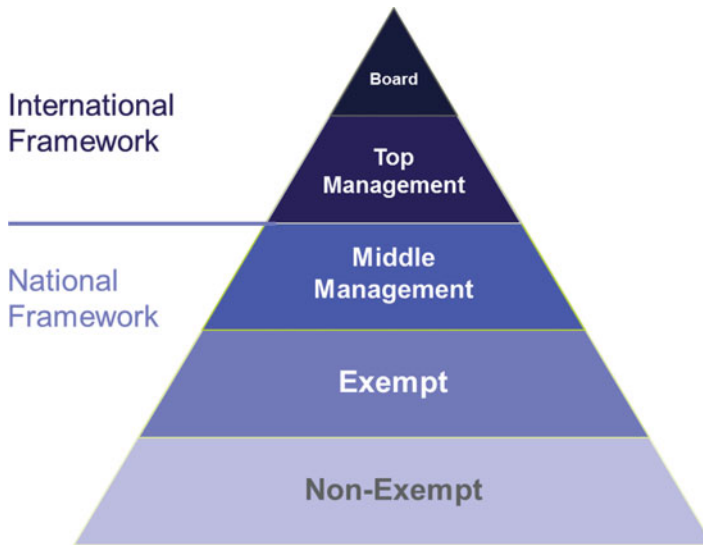 Board
International
Framework
Top
Management
Middle
Management
National
Framework
Exempt
Non-Exempt